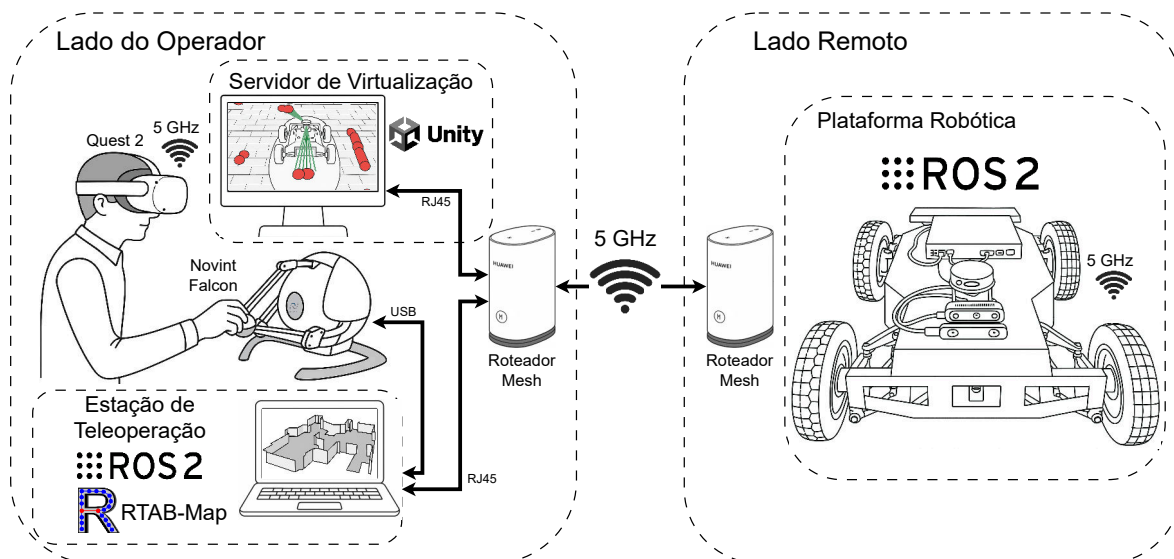 Lado do Operador
Servidor de Virtualização
Quest 2
5 GHz
Unity
RJ45
Novint
Falcon
USB
HUAWEI
Roteador
Mesh
Estação de
Teleoperação
ROS2
RTAB-Map
RJ45
5 GHz
Lado Remoto
HUAWEI
Roteador
Mesh
Plataforma Robótica
ROS2
5 GHz